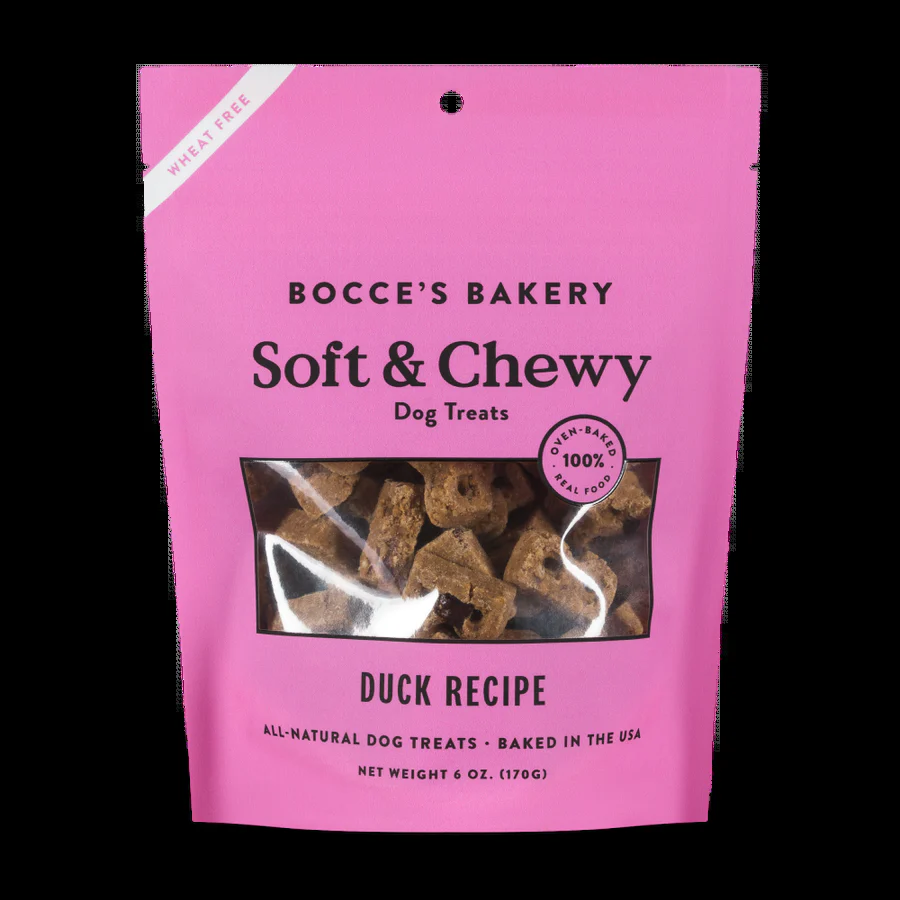 WHEAT FREE
BOCCE'S BAKERY
Soft & Chewy
Dog Treats
OVEN-BAKED
100%
REAL FOOD
DUCK RECIPE
ALL-NATURAL DOG TREATS · BAKED IN THE USA
NET WEIGHT 6 OZ. (170G)